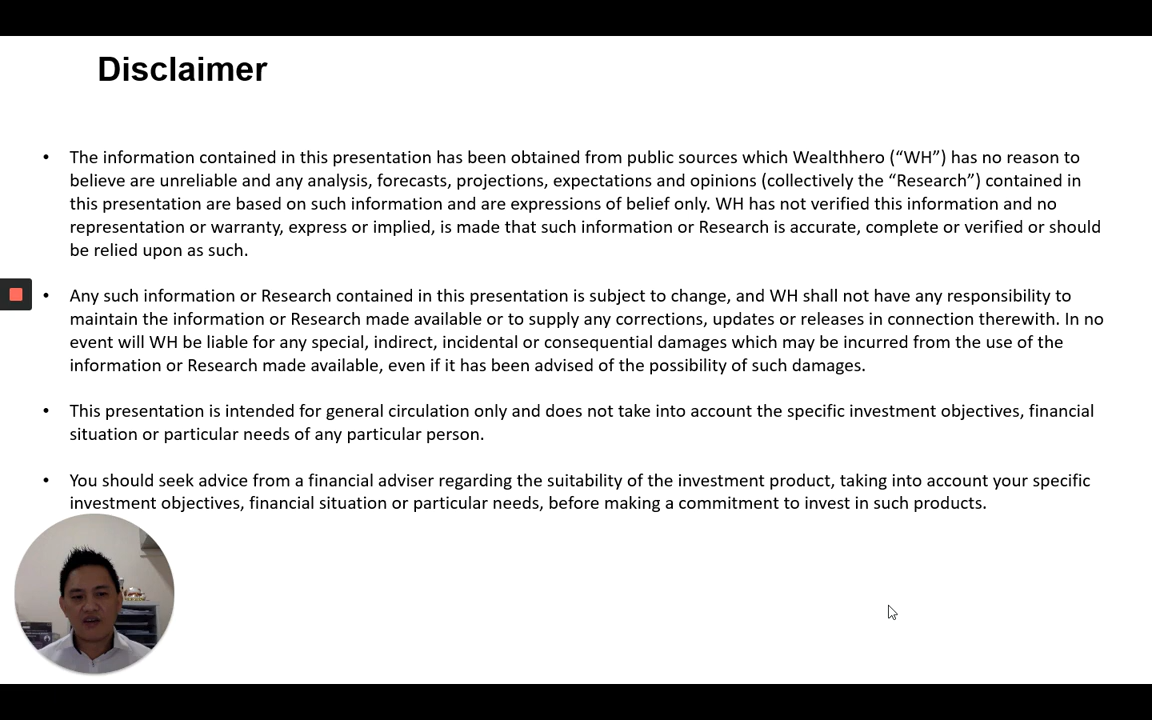 Disclaimer
• The information contained in this presentation has been obtained from public sources which Wealthhero (“WH”) has no reason to
believe are unreliable and any analysis, forecasts, projections, expectations and opinions (collectively the “Research”) contained in
this presentation are based on such information and are expressions of belief only. WH has not verified this information and no
representation or warranty, express or implied, is made that such information or Research is accurate, complete or verified or should
be relied upon as such.
• Any such information or Research contained in this presentation is subject to change, and WH shall not have any responsibility to
maintain the information or Research made available or to supply any corrections, updates or releases in connection therewith. In no
event will WH be liable for any special, indirect, incidental or consequential damages which may be incurred from the use of the
information or Research made available, even if it has been advised of the possibility of such damages.
• This presentation is intended for general circulation only and does not take into account the specific investment objectives, financial
situation or particular needs of any particular person.
• You should seek advice from a financial adviser regarding the suitability of the investment product, taking into account your specific
investment objectives, financial situation or particular needs, before making a commitment to invest in such products.